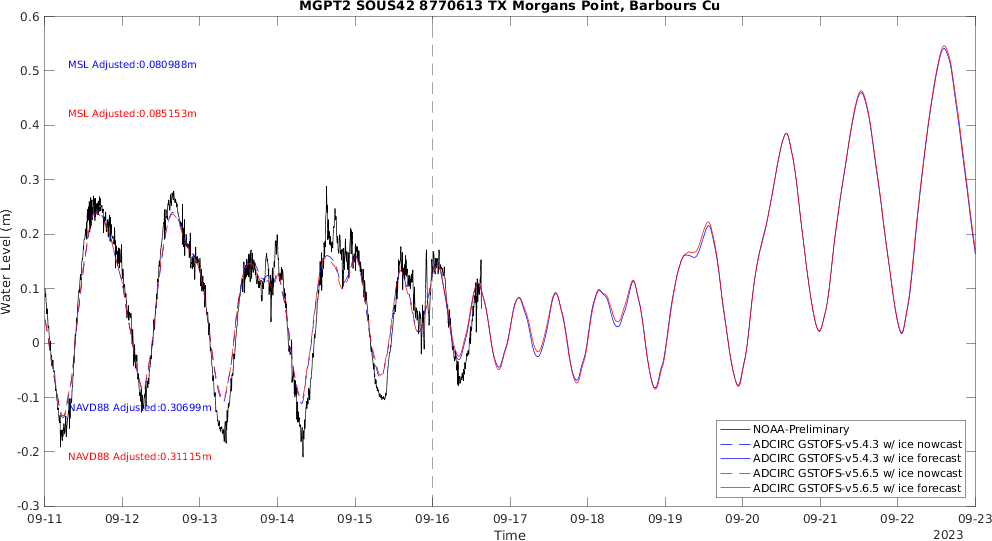 MGPT2 SOUS42 8770613 TX Morgans Point, Barbours Cu
0.6
0.5
0.4
0.3
0.2
0.1
0
-0.1
-0.2
-0.3
Water Level (m)
MSL Adjusted:0.080988m
MSL Adjusted:0.085153m
NAVD88 Adjusted:0.30699m
NAVD88 Adjusted:0.31115m
NOAA-Preliminary
ADCIRC GSTOFS-v5.4.3 w/ ice nowcast
ADCIRC GSTOFS-v5.4.3 w/ ice forecast
ADCIRC GSTOFS-v5.6.5 w/ ice nowcast
ADCIRC GSTOFS-v5.6.5 w/ ice forecast
09-11 09-12 09-13 09-14 09-15 09-16 09-17 09-18 09-19 09-20 09-21 09-22 09-23
Time
2023